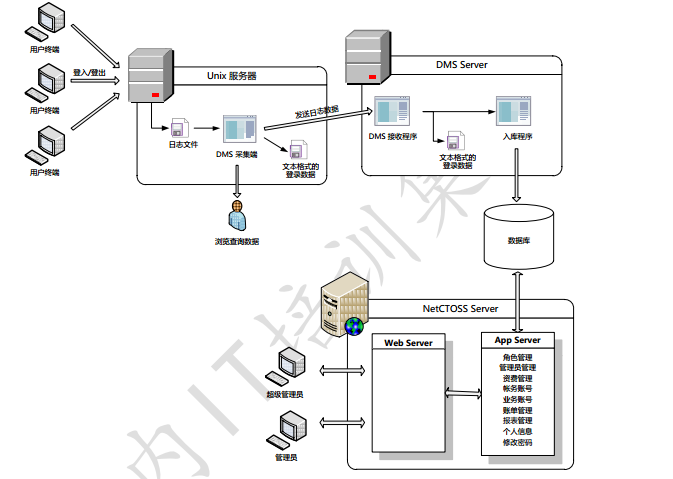 用户终端
登入/登出
用户终端
用户终端
Unix 服务器
日志文件
DMS 采集端
文本格式的
登录数据
浏览查询数据
发送日志数据
DMS Server
DMS 接收程序
入库程序
文本格式的
登录数据
数据库
NetCTOSS Server
超级管理员
管理员
Web Server
App Server
角色管理
管理员管理
资费管理
帐务账号
业务账号
账单管理
报表管理
个人信息
修改密码
内IT培训集